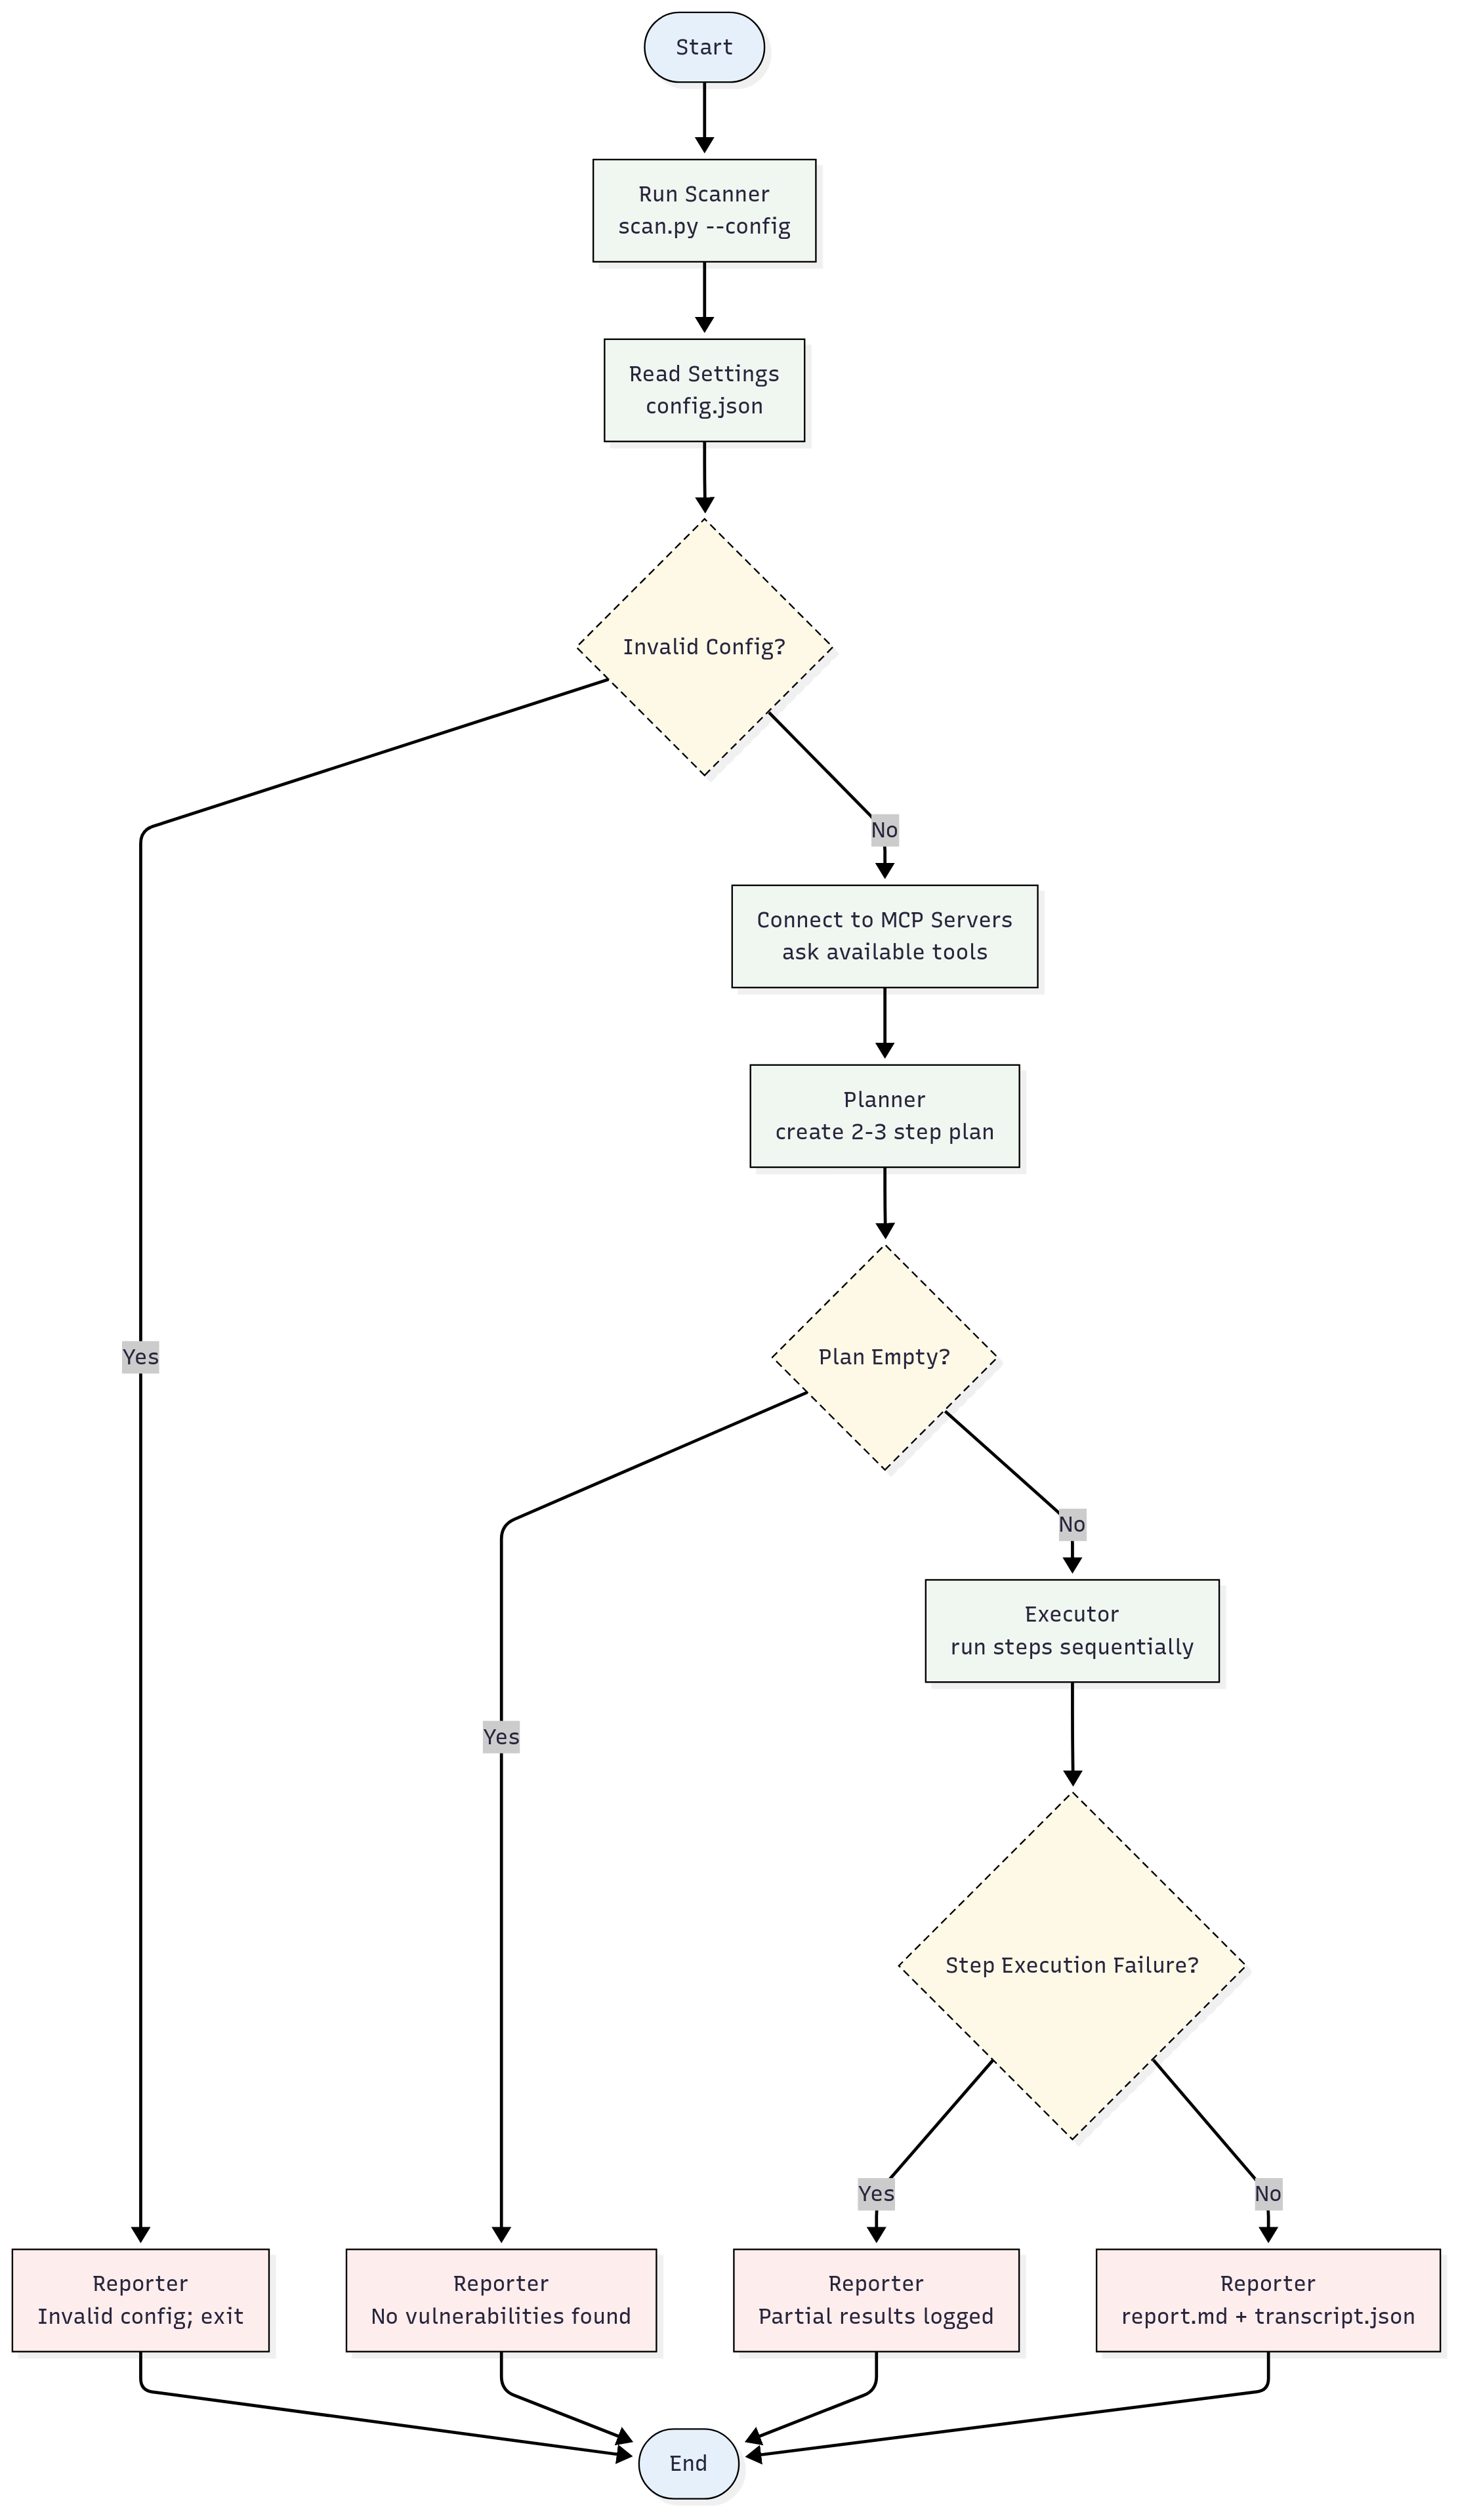 Start
Run Scanner
scan.py --config
Read Settings
config.json
Invalid Config?
No
Connect to MCP Servers
ask available tools
Planner
create 2-3 step plan
Yes
Plan Empty?
No
Executor
run steps sequentially
Yes
Step Execution Failure?
Yes
No
Reporter
Invalid config; exit
Reporter
No vulnerabilities found
Reporter
Partial results logged
Reporter
report.md + transcript.json
End